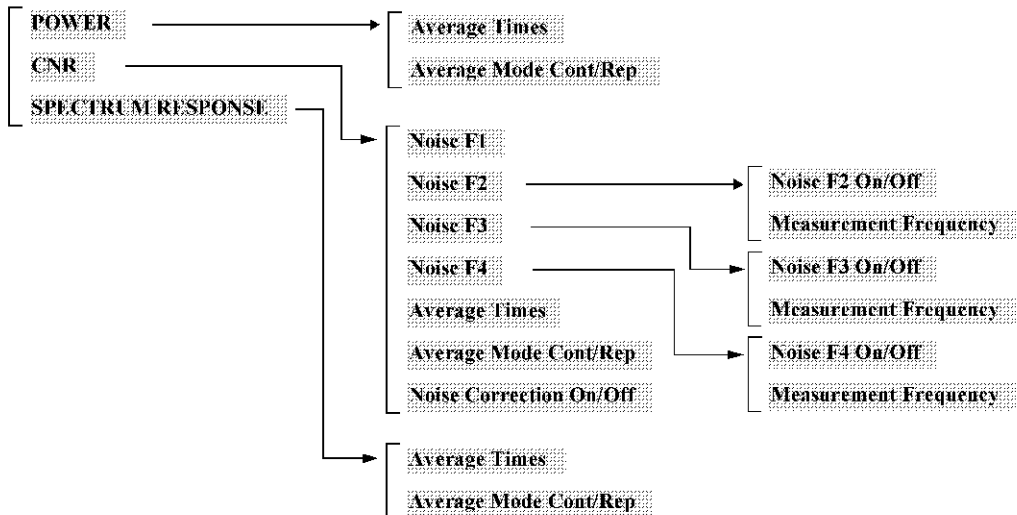 POWER
CNR
SPECTRUM RESPONSE
Average Times
Average Mode Cont/Rep
Noise F1
Noise F2
Noise F3
Noise F4
Average Times
Average Mode Cont/Rep
Noise Correction On/Off
Noise F2 On/Off
Measurement Frequency
Noise F3 On/Off
Measurement Frequency
Noise F4 On/Off
Measurement Frequency
Average Times
Average Mode Cont/Rep